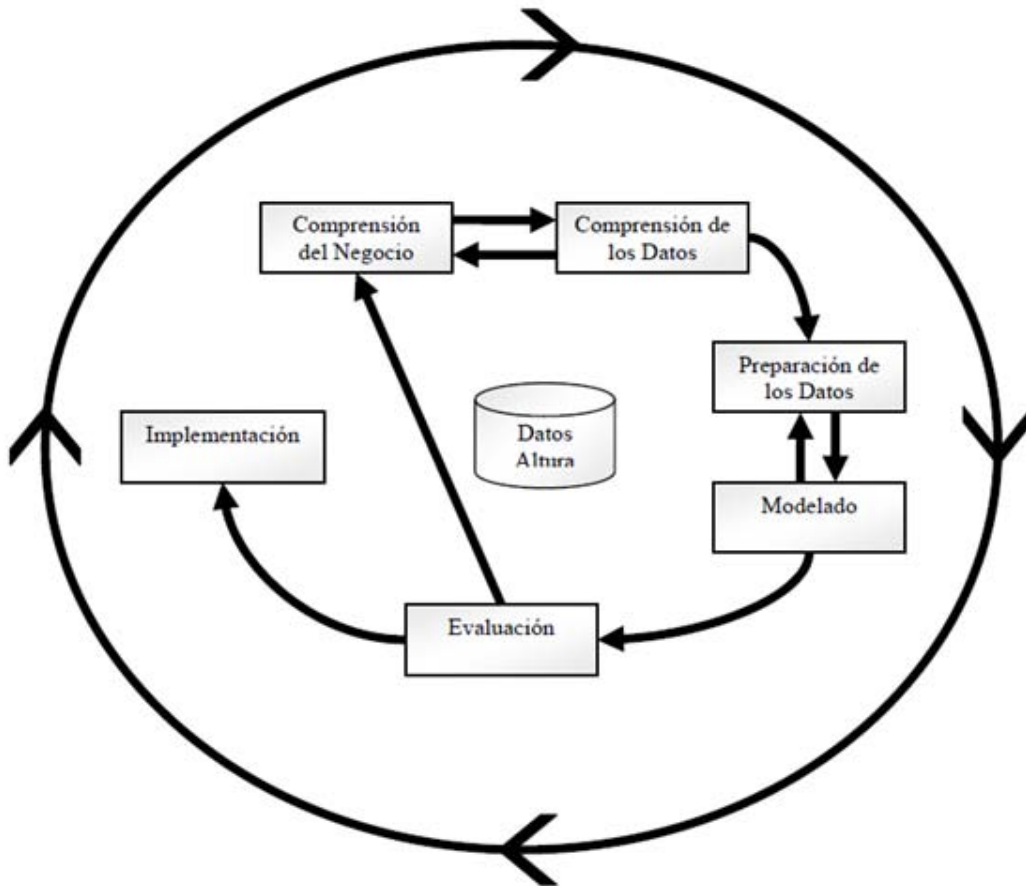 Comprensión
del Negocio
Comprensión de
los Datos
Preparación de
los Datos
Implementación
Datos
Altura
Modelado
Evaluación